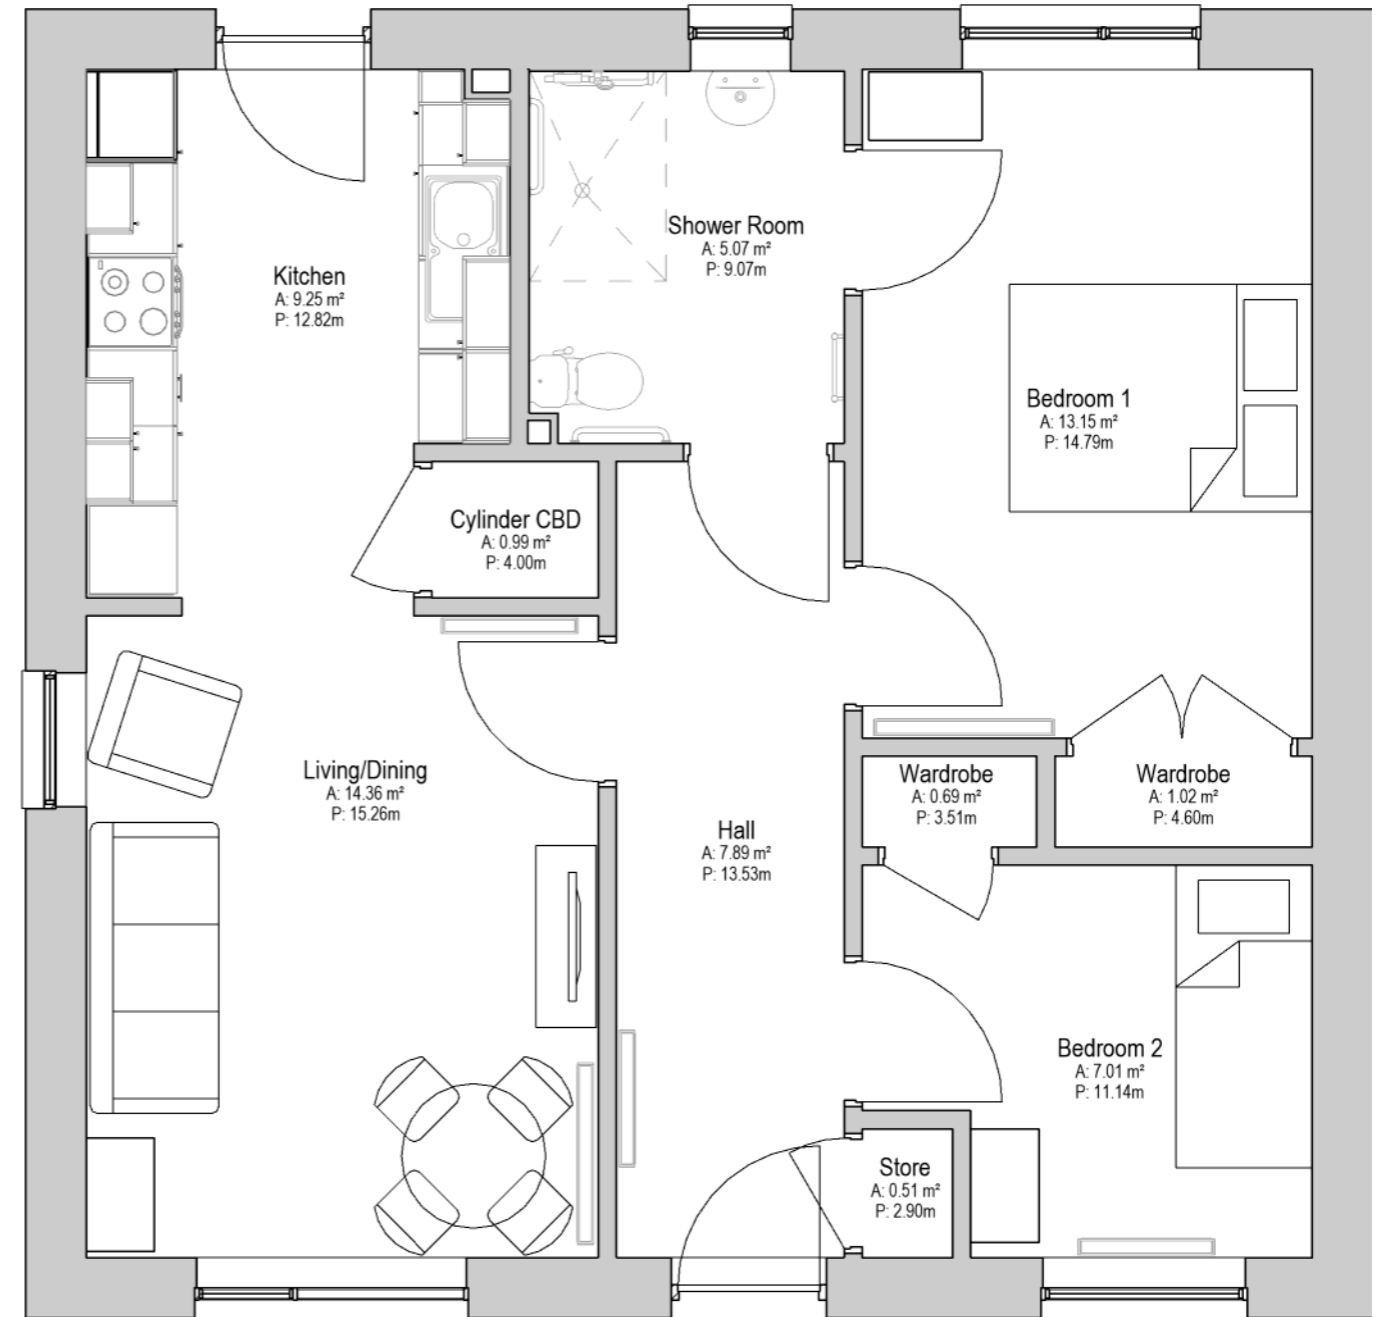 Shower Room
A: 5.07 m²
P: 9.07m
Kitchen
A: 9.25 m²
P: 12.82m
Bedroom 1
A: 13.15 m²
P: 14.79m
Cylinder CBD
A: 0.99 m²
P: 4.00m
Living/Dining
A: 14.36 m²
P: 15.26m
Wardrobe
A: 0.69 m²
P: 3.51m
Wardrobe
A: 1.02 m²
P: 4.60m
Hall
A: 7.89 m²
P: 13.53m
Bedroom 2
A: 7.01 m²
P: 11.14m
Store
A: 0.51 m²
P: 2.90m